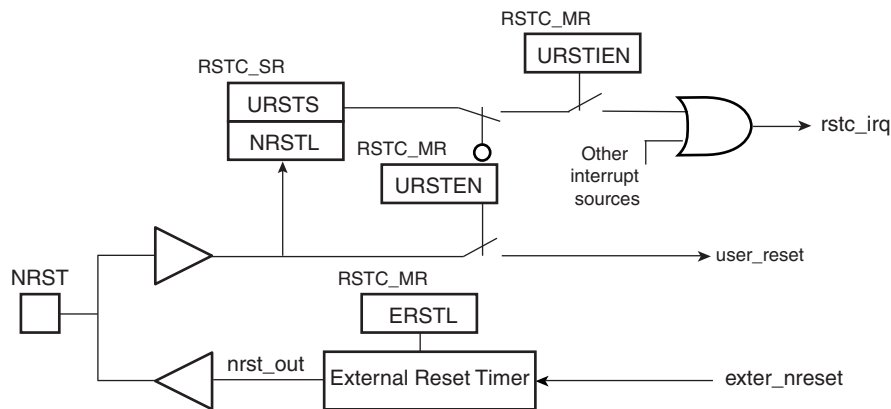 RSTC_MR
URSTIEN
RSTC_SR
URSTS
NRSTL
rstc_irq
RSTC_MR
URSTEN
Other
interrupt
sources
user_reset
NRST
RSTC_MR
ERSTL
nrst_out
External Reset Timer
exter_nreset